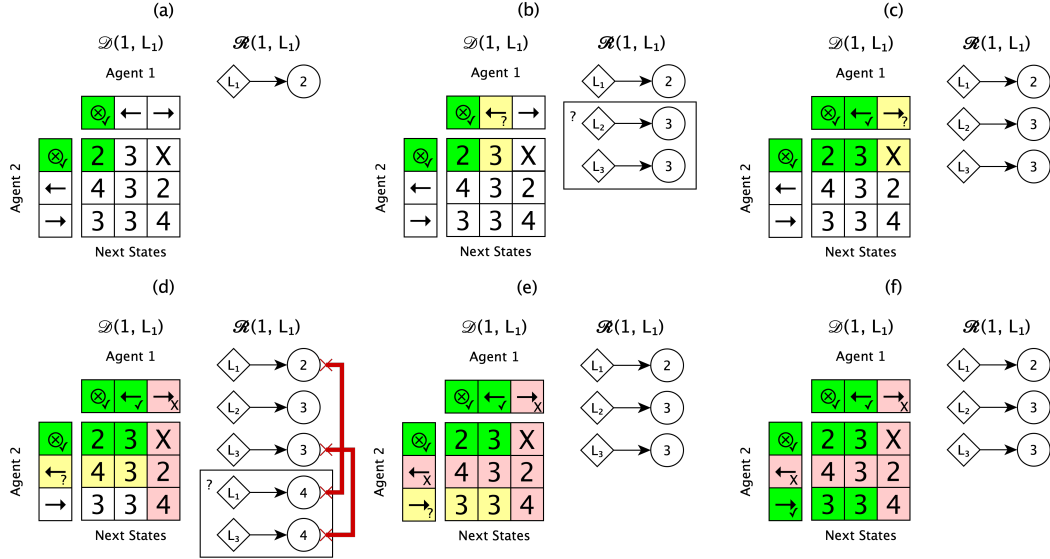 (a)
𝒟(1, L₁) ℛ(1, L₁)
Agent 1
L₁ 2
Agent 2
2 3 X
4 3 2
3 3 4
Next States
(b)
𝒟(1, L₁) ℛ(1, L₁)
Agent 1
L₁ 2
? L₂ 3
L₃ 3
?
Agent 2
2 3 X
4 3 2
3 3 4
Next States
(c)
𝒟(1, L₁) ℛ(1, L₁)
Agent 1
L₁ 2
L₂ 3
L₃ 3
?
Agent 2
2 3 X
4 3 2
3 3 4
Next States
(d)
𝒟(1, L₁) ℛ(1, L₁)
Agent 1
L₁ 2
L₂ 3
L₃ 3
? L₁ 4
L₃ 4
X
Agent 2
2 3 X
? 4 3 2
3 3 4
Next States
(e)
𝒟(1, L₁) ℛ(1, L₁)
Agent 1
L₁ 2
L₂ 3
L₃ 3
X
Agent 2
2 3 X
X 4 3 2
? 3 3 4
Next States
(f)
𝒟(1, L₁) ℛ(1, L₁)
Agent 1
L₁ 2
L₂ 3
L₃ 3
X
Agent 2
2 3 X
X 4 3 2
3 3 4
Next States